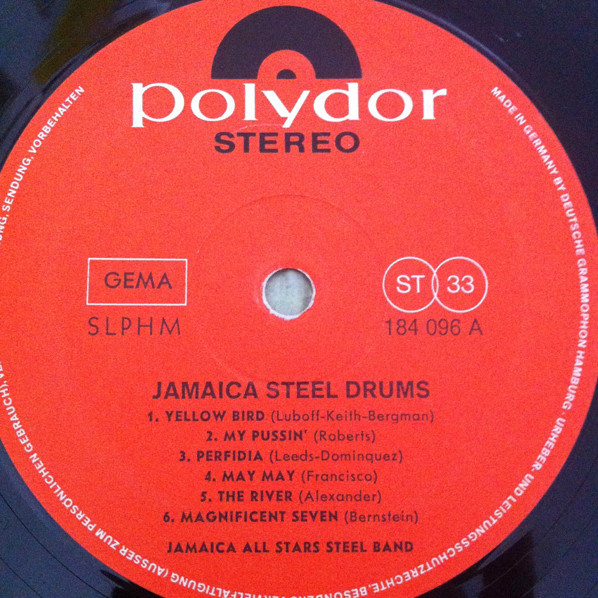 polydor
STEREO
GEMA
SLPHM
ST 33
184 096 A
JAMAICA STEEL DRUMS
1. YELLOW BIRD (Luboff-Keith-Bergman)
2. MY PUSSIN' (Roberts)
3. PERFIDIA (Leeds-Dominquez)
4. MAY MAY (Francisco)
5. THE RIVER (Alexander)
6. MAGNIFICENT SEVEN (Bernstein)
JAMAICA ALL STARS STEEL BAND
MADE IN GERMANY BY DEUTSCHE GRAMMOPHON HAMBURG · URHEBER- UND LEISTUNGSSCHUTZRECHTE, VERVIELFÄLTIGUNG (AUSSER ZUM PERSÖNLICHEN GEBRAUCH), SENDUNG, VORBEHALTEN